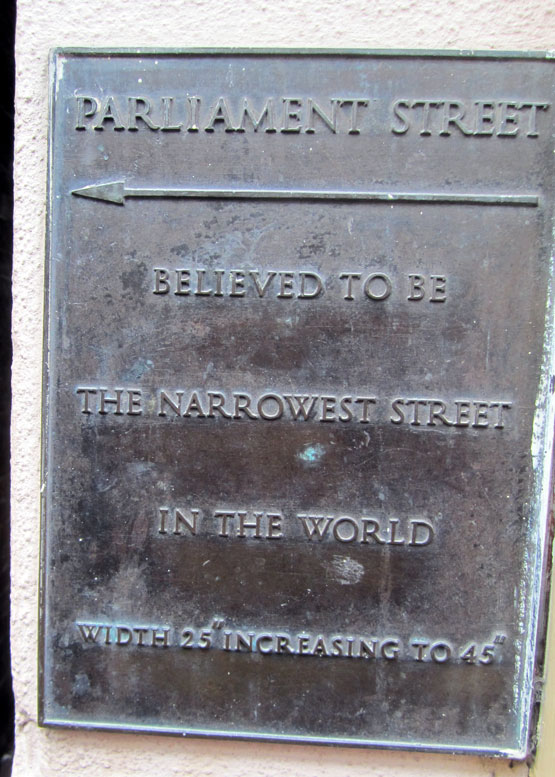 PARLIAMENT STREET
BELIEVED TO BE
THE NARROWEST STREET
IN THE WORLD
WIDTH 25" INCREASING TO 45"